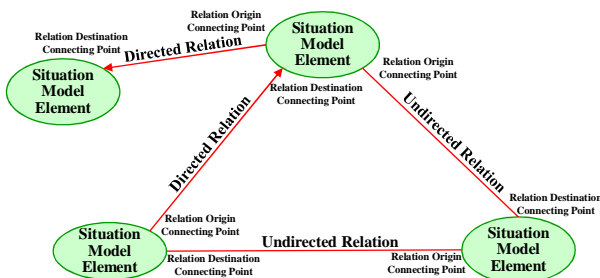 Relation Origin
Connecting Point
Situation
Model
Element
Directed Relation
Relation Destination
Connecting Point
Situation
Model
Element
Relation Origin
Connecting Point
Relation Destination
Connecting Point
Directed Relation
Undirected Relation
Relation Destination
Connecting Point
Relation Origin
Connecting Point
Situation
Model
Element
Undirected Relation
Relation Destination
Connecting Point
Relation Origin
Connecting Point
Situation
Model
Element